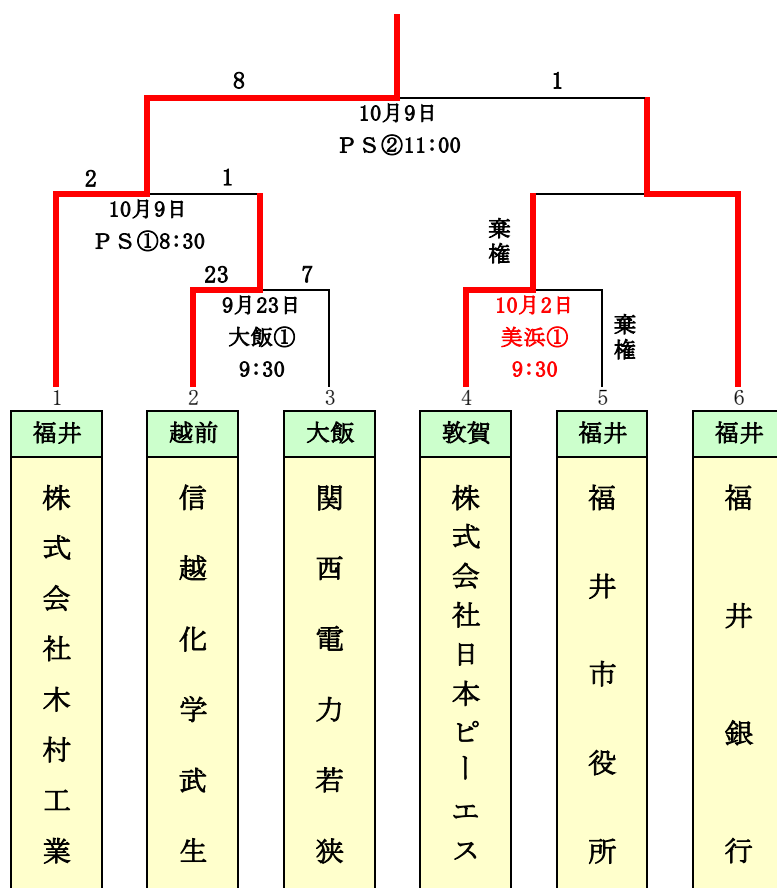 8
1
10月9日
ＰＳ②11:00
2
1
10月9日
ＰＳ①8:30
棄権
23
7
9月23日
大飯①
9:30
10月2日
美浜①
9:30
棄権
1
2
3
4
5
6
福井
越前
大飯
敦賀
福井
福井
株式会社木村工業
信越化学武生
関西電力若狭
株式会社日本ピーエス
福井市役所
福井銀行